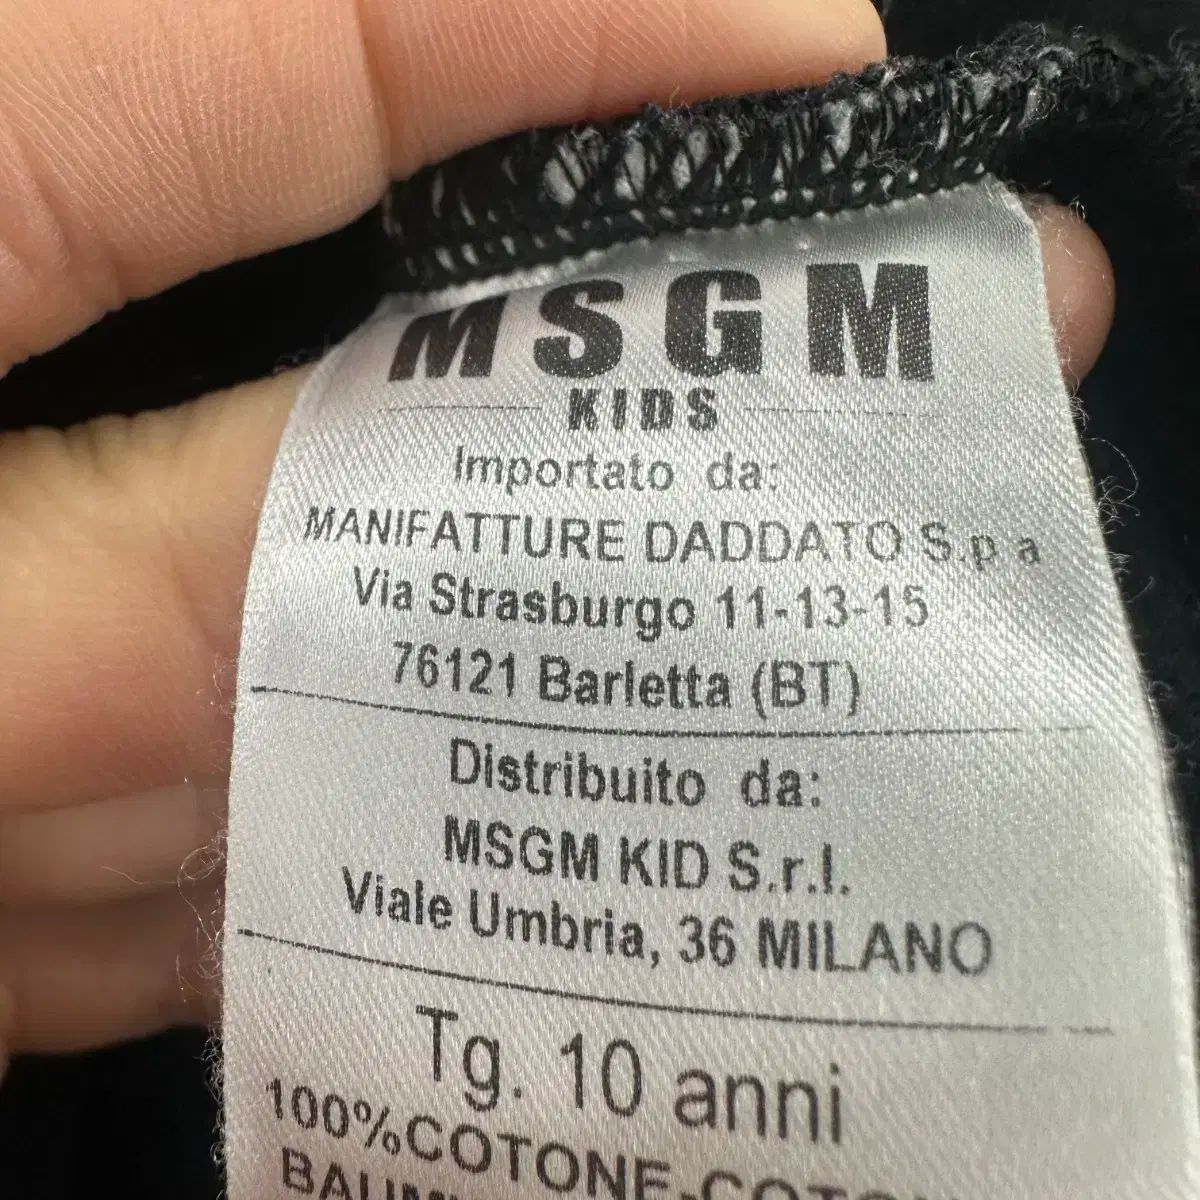 MSGM
KIDS
Importato da:
MANIFATTURE DADDATO S.p a
Via Strasburgo 11-13-15
76121 Barletta (BT)
Distribuito da:
MSGM KID S.r.l.
Viale Umbria, 36 MILANO
Tg. 10 anni
100%COTONE-